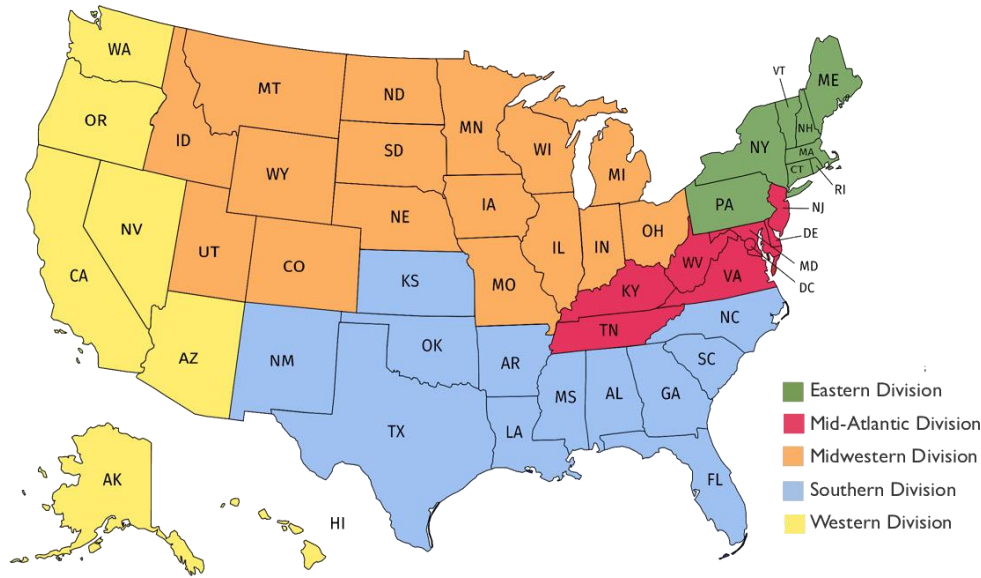 WA
OR
CA
NV
ID
MT
WY
UT
CO
AZ
ND
SD
NE
KS
NM
OK
TX
MN
IA
MO
AR
LA
WI
IL
MI
IN
OH
KY
TN
MS
AL
GA
FL
SC
NC
VA
WV
PA
NY
VT
NH
ME
MA
CT
RI
NJ
DE
MD
DC
AK
HI
Eastern Division
Mid-Atlantic Division
Midwestern Division
Southern Division
Western Division